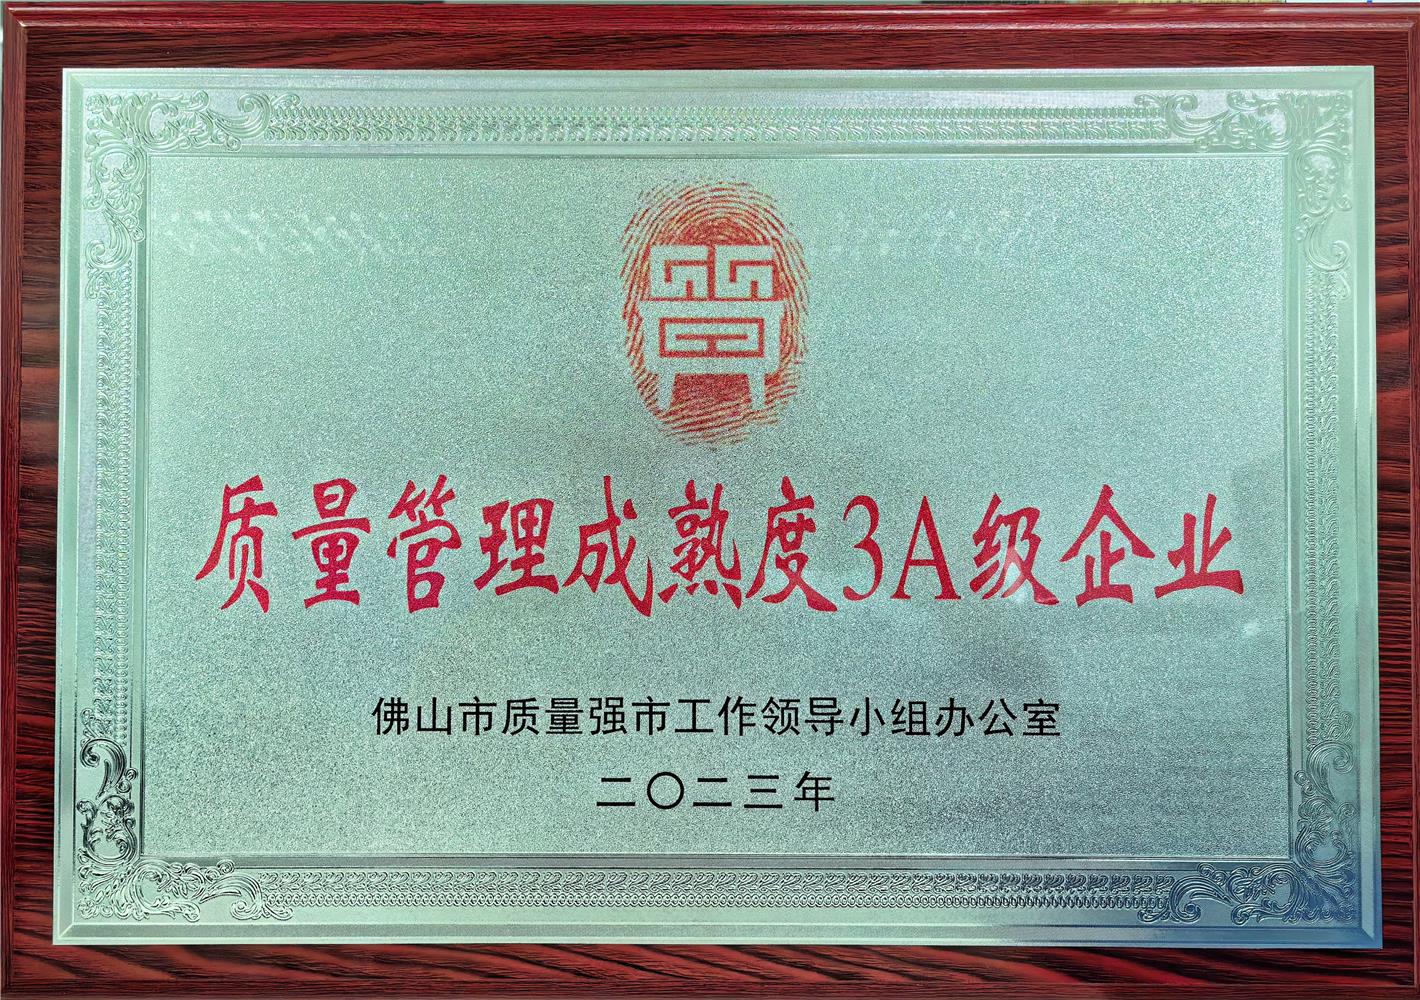 质量管理成熟度3A级企业
佛山市质量强市工作领导小组办公室
二〇二三年